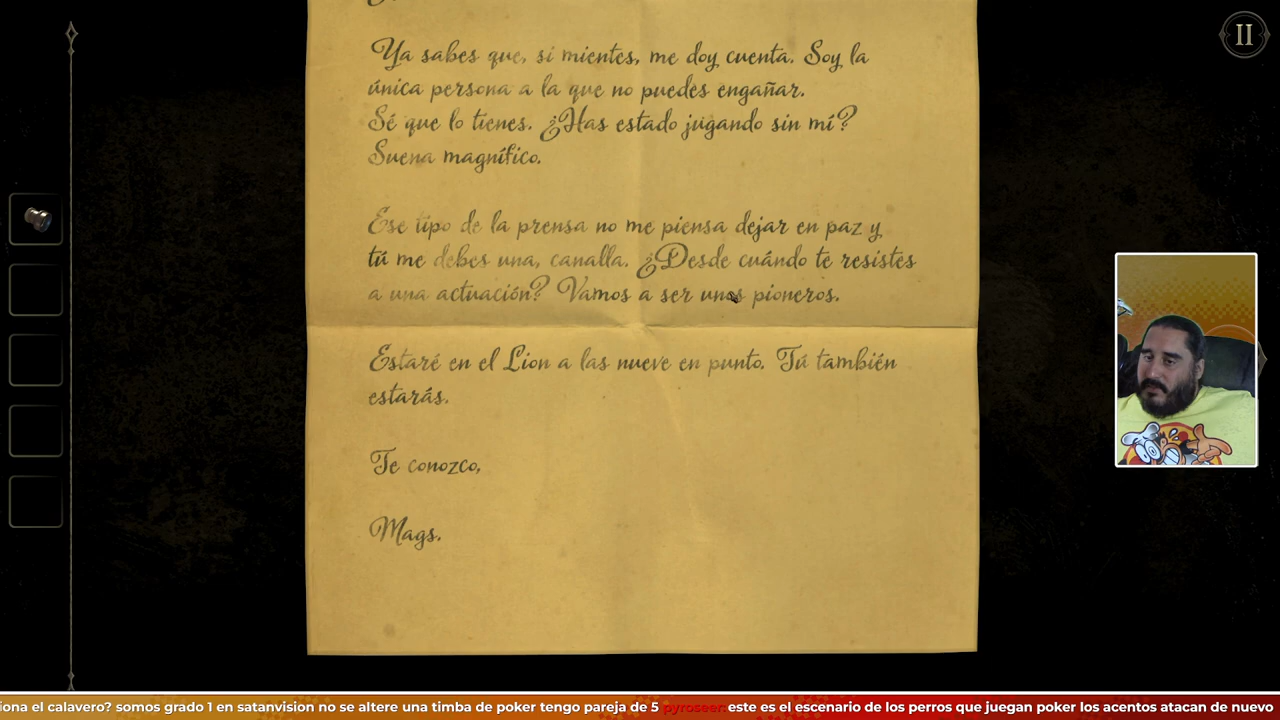 Ya sabes que, si mientes, me doy cuenta. Soy la
única persona a la que no puedes engañar.
Sé que lo tienes. ¿Has estado jugando sin mí?
Suena magnífico.
Ese tipo de la prensa no me piensa dejar en paz y
tú me debes una, canalla. ¿Desde cuándo te resistes
a una actuación? Vamos a ser unos pioneros.
Estaré en el Lion a las nueve en punto. Tú también
estarás.
Te conozco,
Mags.
iona el calavero? somos grado 1 en satanvision no se altere una timba de poker tengo pareja de 5 pyroseer: este es el escenario de los perros que juegan poker los acentos atacan de nuevo